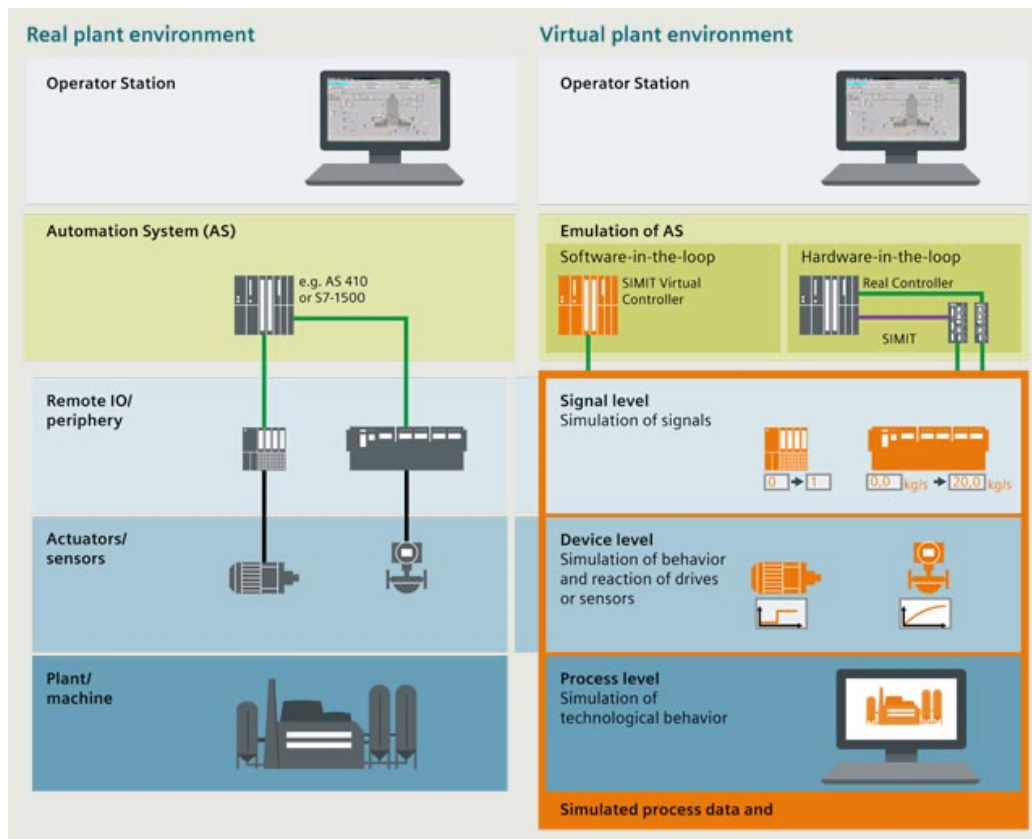 Real plant environment
Virtual plant environment
Operator Station
Operator Station
Automation System (AS)
e.g. AS 410
or S7-1500
Emulation of AS
Software-in-the-loop
SIMIT Virtual
Controller
Hardware-in-the-loop
Real Controller
SIMIT
Remote IO/
periphery
Signal level
Simulation of signals
0 1
0,0 kg/s 20,0 kg/s
Actuators/
sensors
Device level
Simulation of behavior
and reaction of drives
or sensors
Plant/
machine
Process level
Simulation of
technological behavior
Simulated process data and